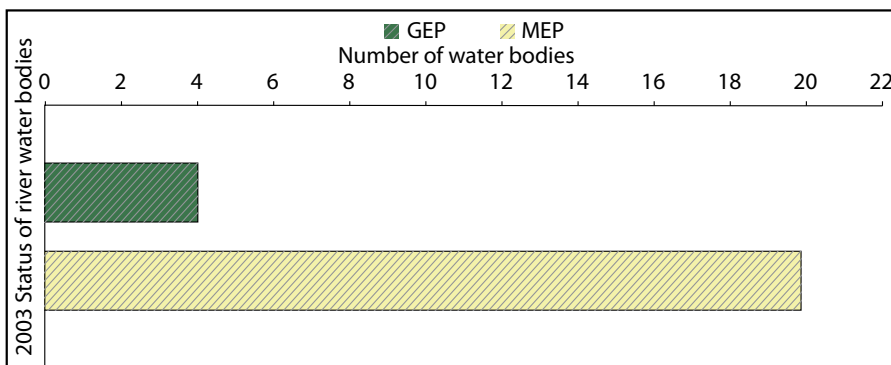 GEP MEP
Number of water bodies
0 2 4 6 8 10 12 14 16 18 20 22
2003 Status of river water bodies